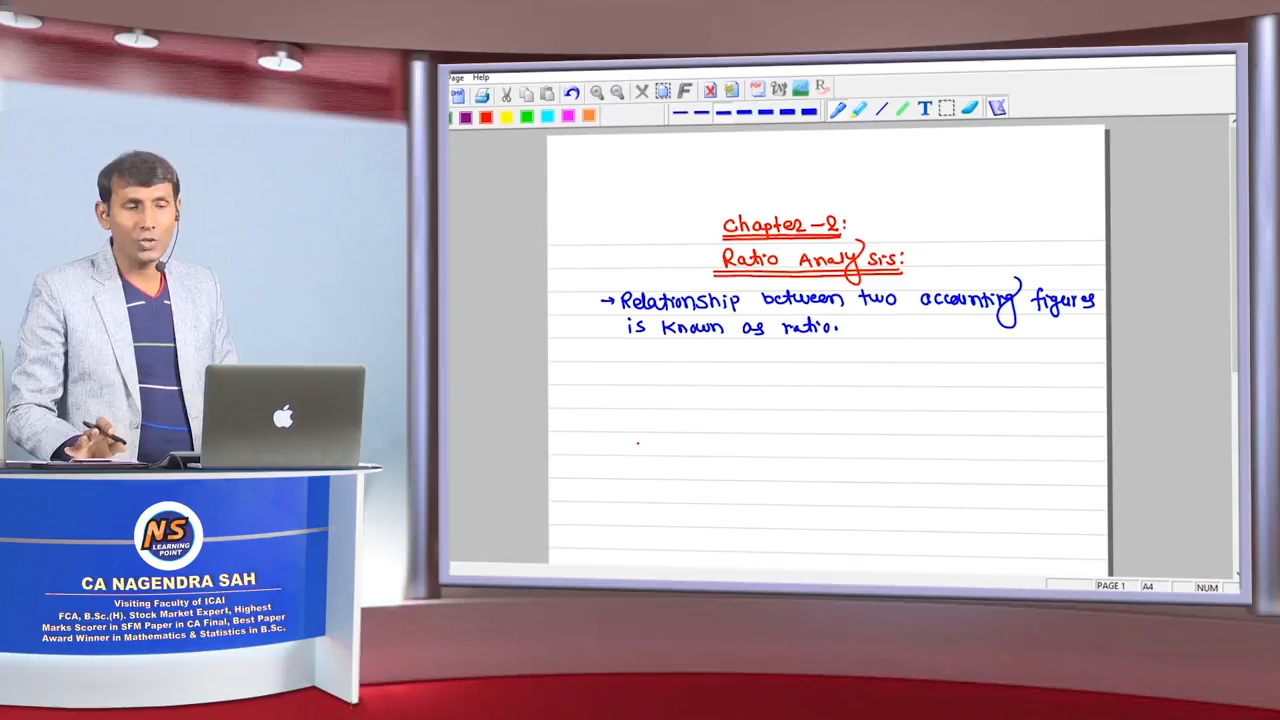 Page Help
Chapter-2:
Ratio Analysis:
→ Relationship between two accounting figures
is known as ratio.
PAGE 1 A4 NUM
NS
LEARNING
POINT
CA NAGENDRA SAH
Visiting Faculty of ICAI
FCA, B.Sc.(H). Stock Market Expert, Highest
Marks Scorer in SFM Paper in CA Final, Best Paper
Award Winner in Mathematics & Statistics in B.Sc.